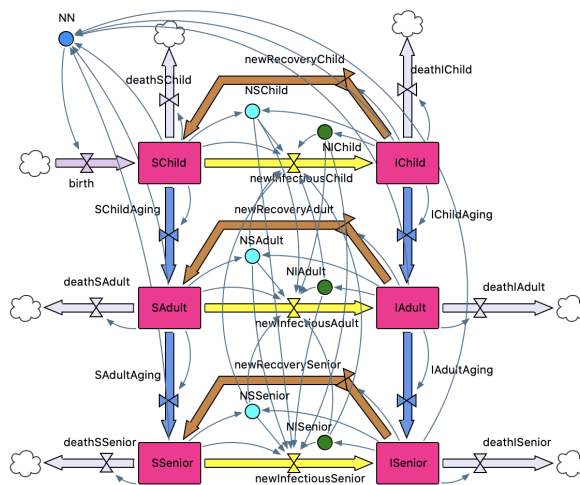 NN
newRecoveryChild
deathSChild
deathIChild
NSChild
NIChild
SChild
IChild
birth
newInfectiousChild
SChildAging
newRecoveryAdult
IChildAging
NSAdult
NIAdult
deathSAdult
SAdult
IAdult
deathIAdult
newInfectiousAdult
SAdultAging
newRecoverySenior
IAdultAging
NSSenior
NISenior
deathSSenior
SSenior
ISenior
deathISenior
newInfectiousSenior